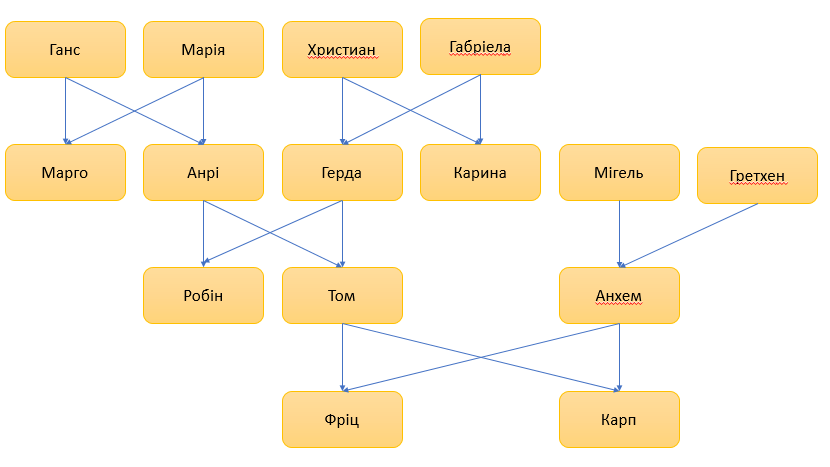 Ганс
Марія
Христиан
Габріела
Марго
Анрі
Герда
Карина
Мігель
Гретхен
Робін
Том
Анхем
Фріц
Карп